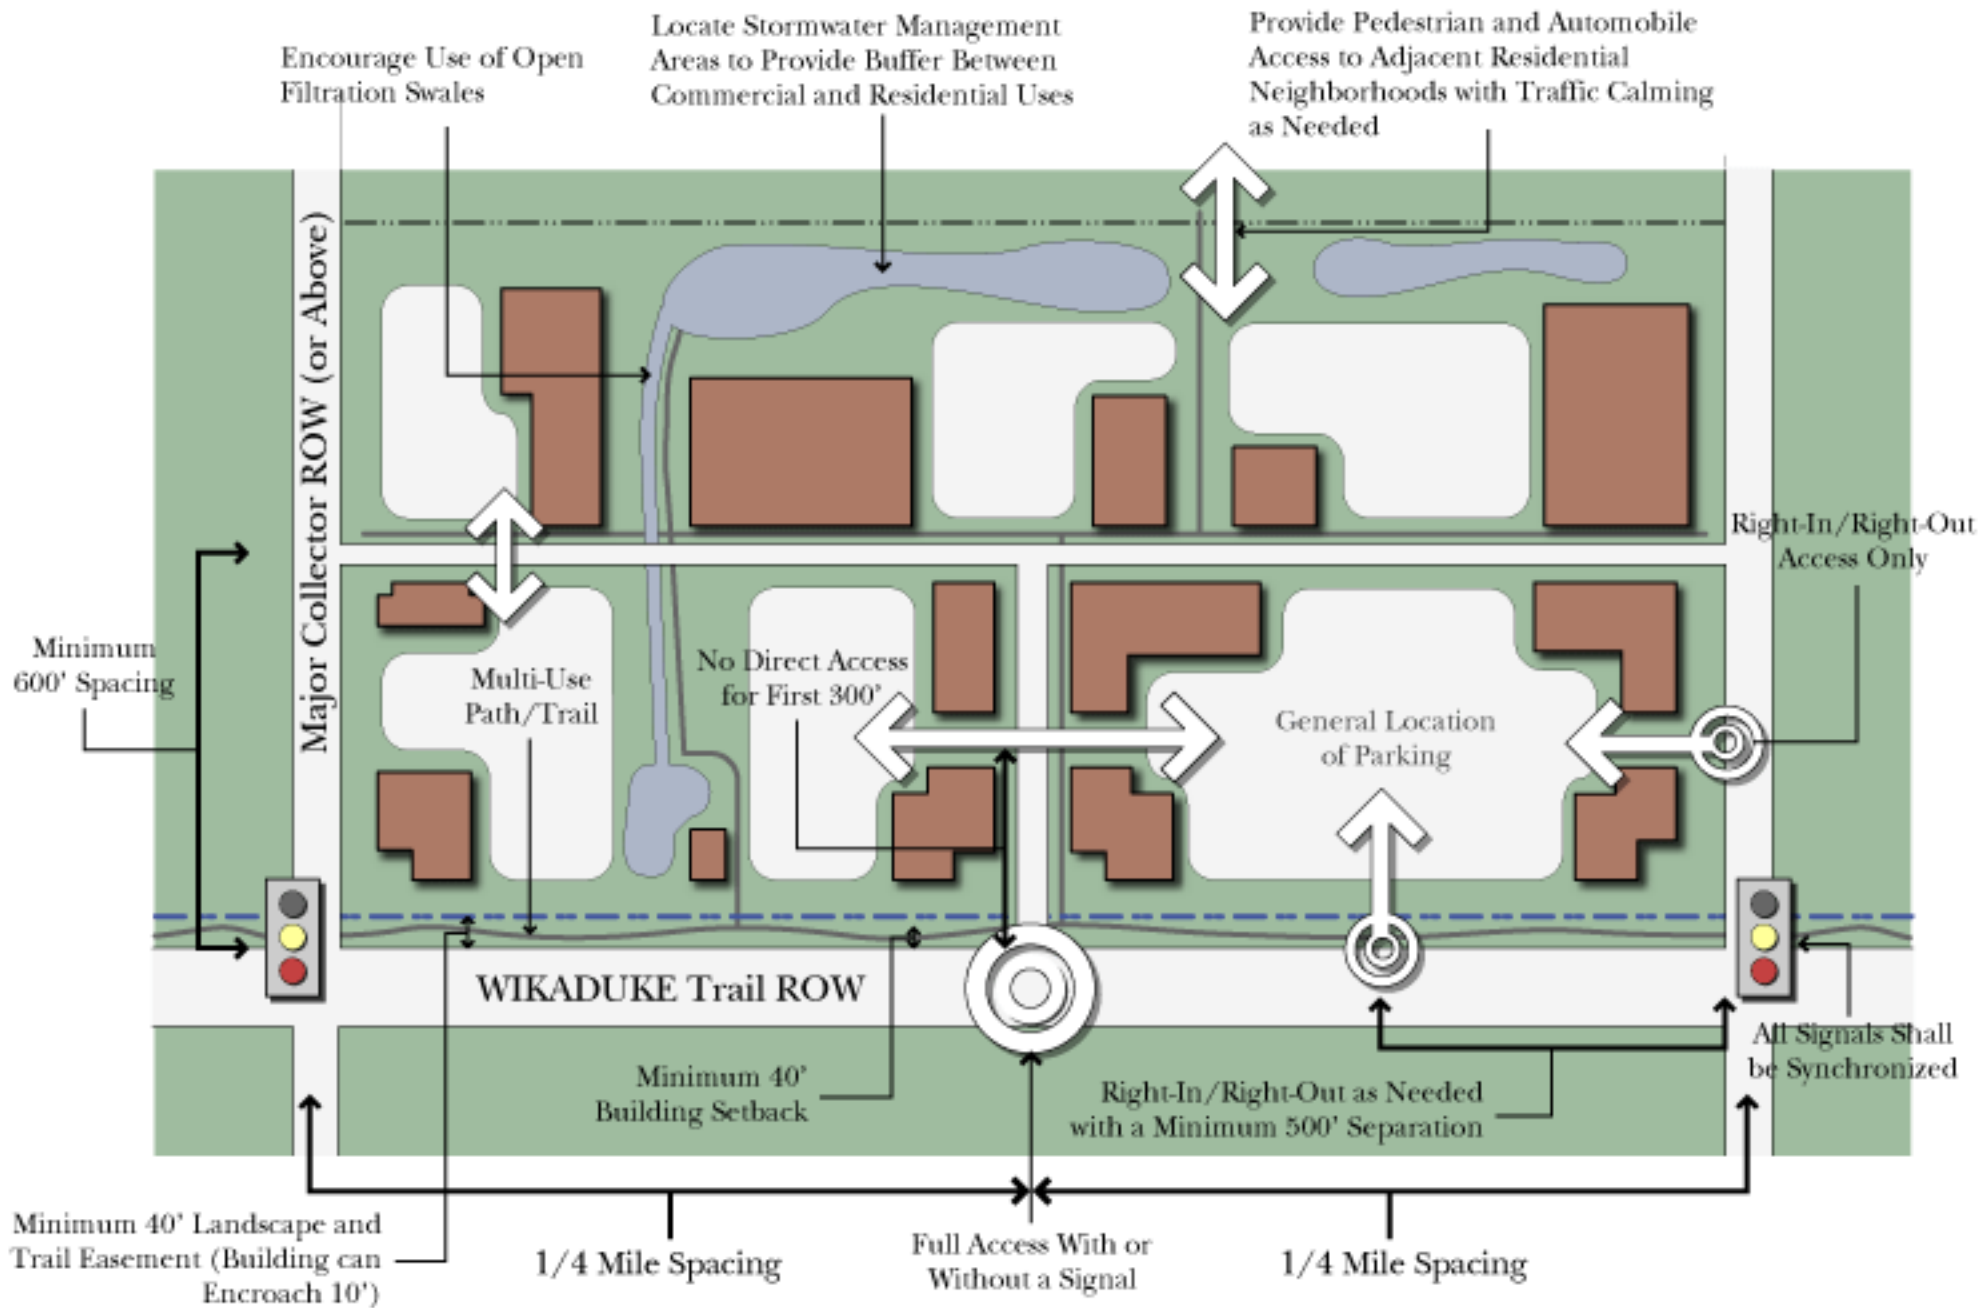 Encourage Use of Open
Filtration Swales
Locate Stormwater Management
Areas to Provide Buffer Between
Commercial and Residential Uses
Provide Pedestrian and Automobile
Access to Adjacent Residential
Neighborhoods with Traffic Calming
as Needed
Major Collector ROW (or Above)
Right-In/Right-Out
Access Only
Minimum
600' Spacing
Multi-Use
Path/Trail
No Direct Access
for First 300'
General Location
of Parking
WIKADUKE Trail ROW
All Signals Shall
be Synchronized
Minimum 40'
Building Setback
Right-In/Right-Out as Needed
with a Minimum 500' Separation
Minimum 40' Landscape and
Trail Easement (Building can
Encroach 10')
1/4 Mile Spacing
Full Access With or
Without a Signal
1/4 Mile Spacing